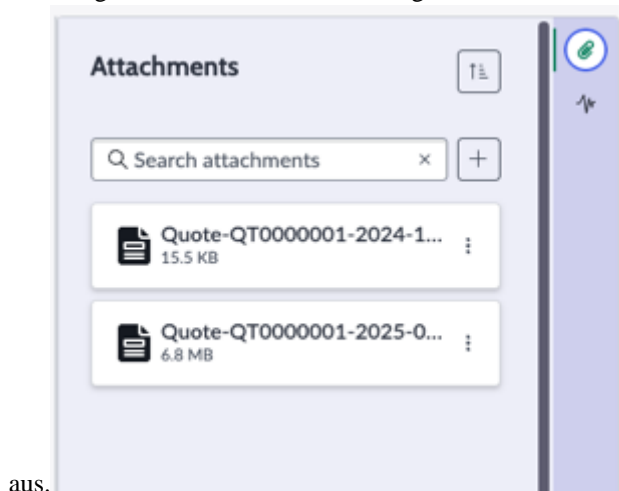 Attachments
Search attachments
Quote-QT0000001-2024-1...
15.5 KB
Quote-QT0000001-2025-0...
6.8 MB
aus.